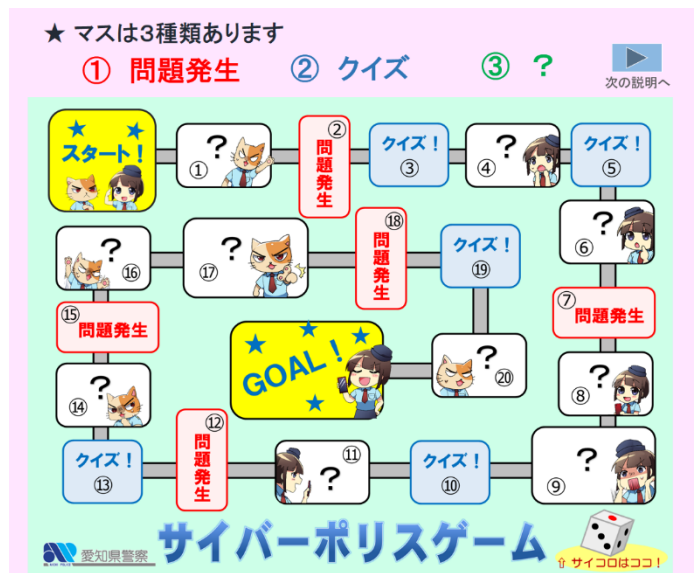 ★ マスは３種類あります
① 問題発生 ② クイズ ③ ？
次の説明へ
スタート！
？
①
②
問題発生
クイズ！
③
？
④
クイズ！
⑤
？
⑥
⑦
問題発生
？
⑧
？
⑨
クイズ！
⑩
⑪
？
⑫
問題発生
クイズ！
⑬
？
⑭
⑮
問題発生
？
⑯
？
⑰
⑱
問題発生
クイズ！
⑲
？
⑳
GOAL！
愛知県警察
サイバーポリスゲーム
⇧ サイコロはココ！